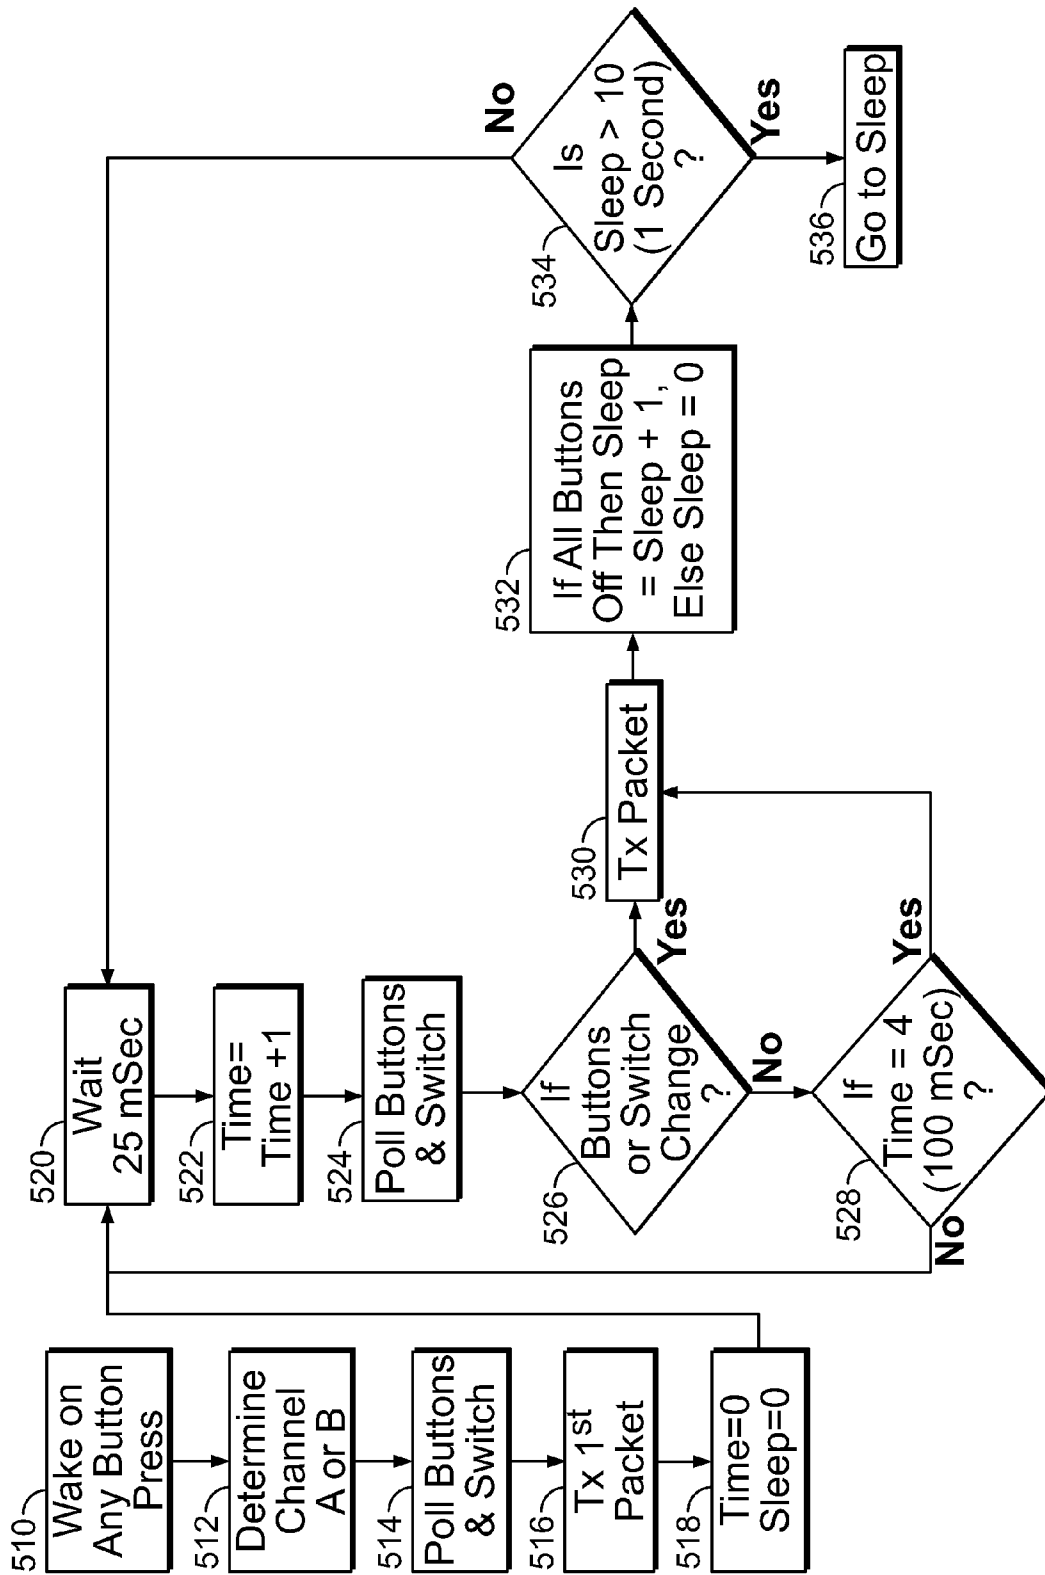 510
Wake on
Any Button
Press
512
Determine
Channel
A or B
514
Poll Buttons
& Switch
516
Tx 1st
Packet
518
Time=0
Sleep=0
520
Wait
25 mSec
522
Time=
Time +1
524
Poll Buttons
& Switch
526
If
Buttons
or Switch
Change
?
Yes
No
528
If
Time = 4
(100 mSec)
?
Yes
No
530
Tx Packet
532
If All Buttons
Off Then Sleep
= Sleep + 1,
Else Sleep = 0
534
Is
Sleep > 10
(1 Second)
?
No
Yes
536
Go to Sleep